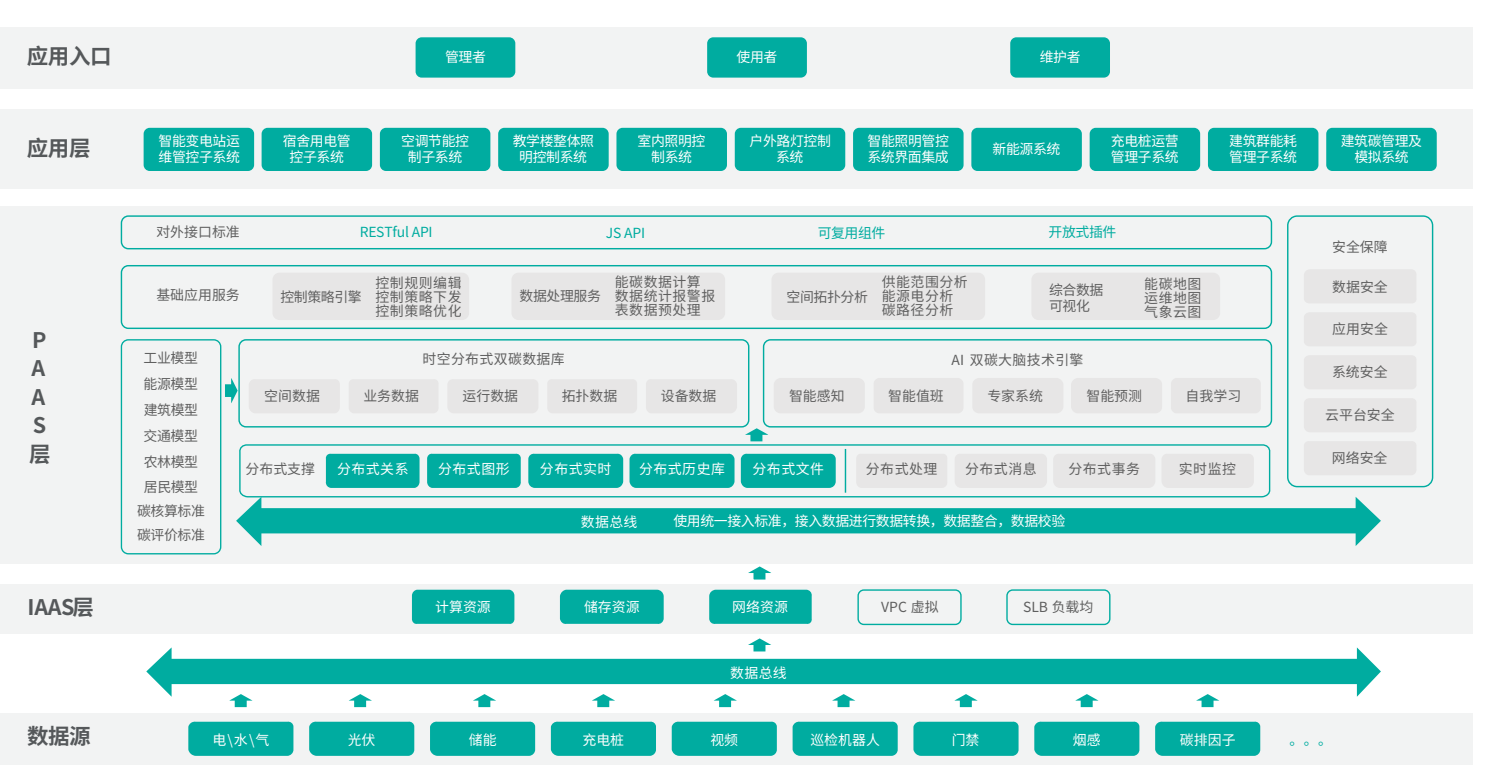 应用入口
管理者
使用者
维护者
应用层
智能变电站运
维管控子系统
宿舍用电管
控子系统
空调节能控
制子系统
教学楼整体照
明控制系统
室内照明控
制系统
户外路灯控制
系统
智能照明管控
系统界面集成
新能源系统
充电桩运营
管理子系统
建筑群能耗
管理子系统
建筑碳管理及
模拟系统
PAAS层
对外接口标准
RESTful API
JS API
可复用组件
开放式插件
基础应用服务
控制策略引擎
控制规则编辑
控制策略下发
控制策略优化
数据处理服务
能碳数据计算
数据统计报警报
表数据预处理
空间拓扑分析
供能范围分析
能源电分析
碳路径分析
综合数据
可视化
能碳地图
运维地图
气象云图
工业模型
能源模型
建筑模型
交通模型
农林模型
居民模型
碳核算标准
碳评价标准
时空分布式双碳数据库
空间数据
业务数据
运行数据
拓扑数据
设备数据
AI 双碳大脑技术引擎
智能感知
智能值班
专家系统
智能预测
自我学习
分布式支撑
分布式关系
分布式图形
分布式实时
分布式历史库
分布式文件
分布式处理
分布式消息
分布式事务
实时监控
数据总线 使用统一接入标准，接入数据进行数据转换，数据整合，数据校验
安全保障
数据安全
应用安全
系统安全
云平台安全
网络安全
IAAS层
计算资源
储存资源
网络资源
VPC 虚拟
SLB 负载均
数据总线
数据源
电\水\气
光伏
储能
充电桩
视频
巡检机器人
门禁
烟感
碳排因子
。。。